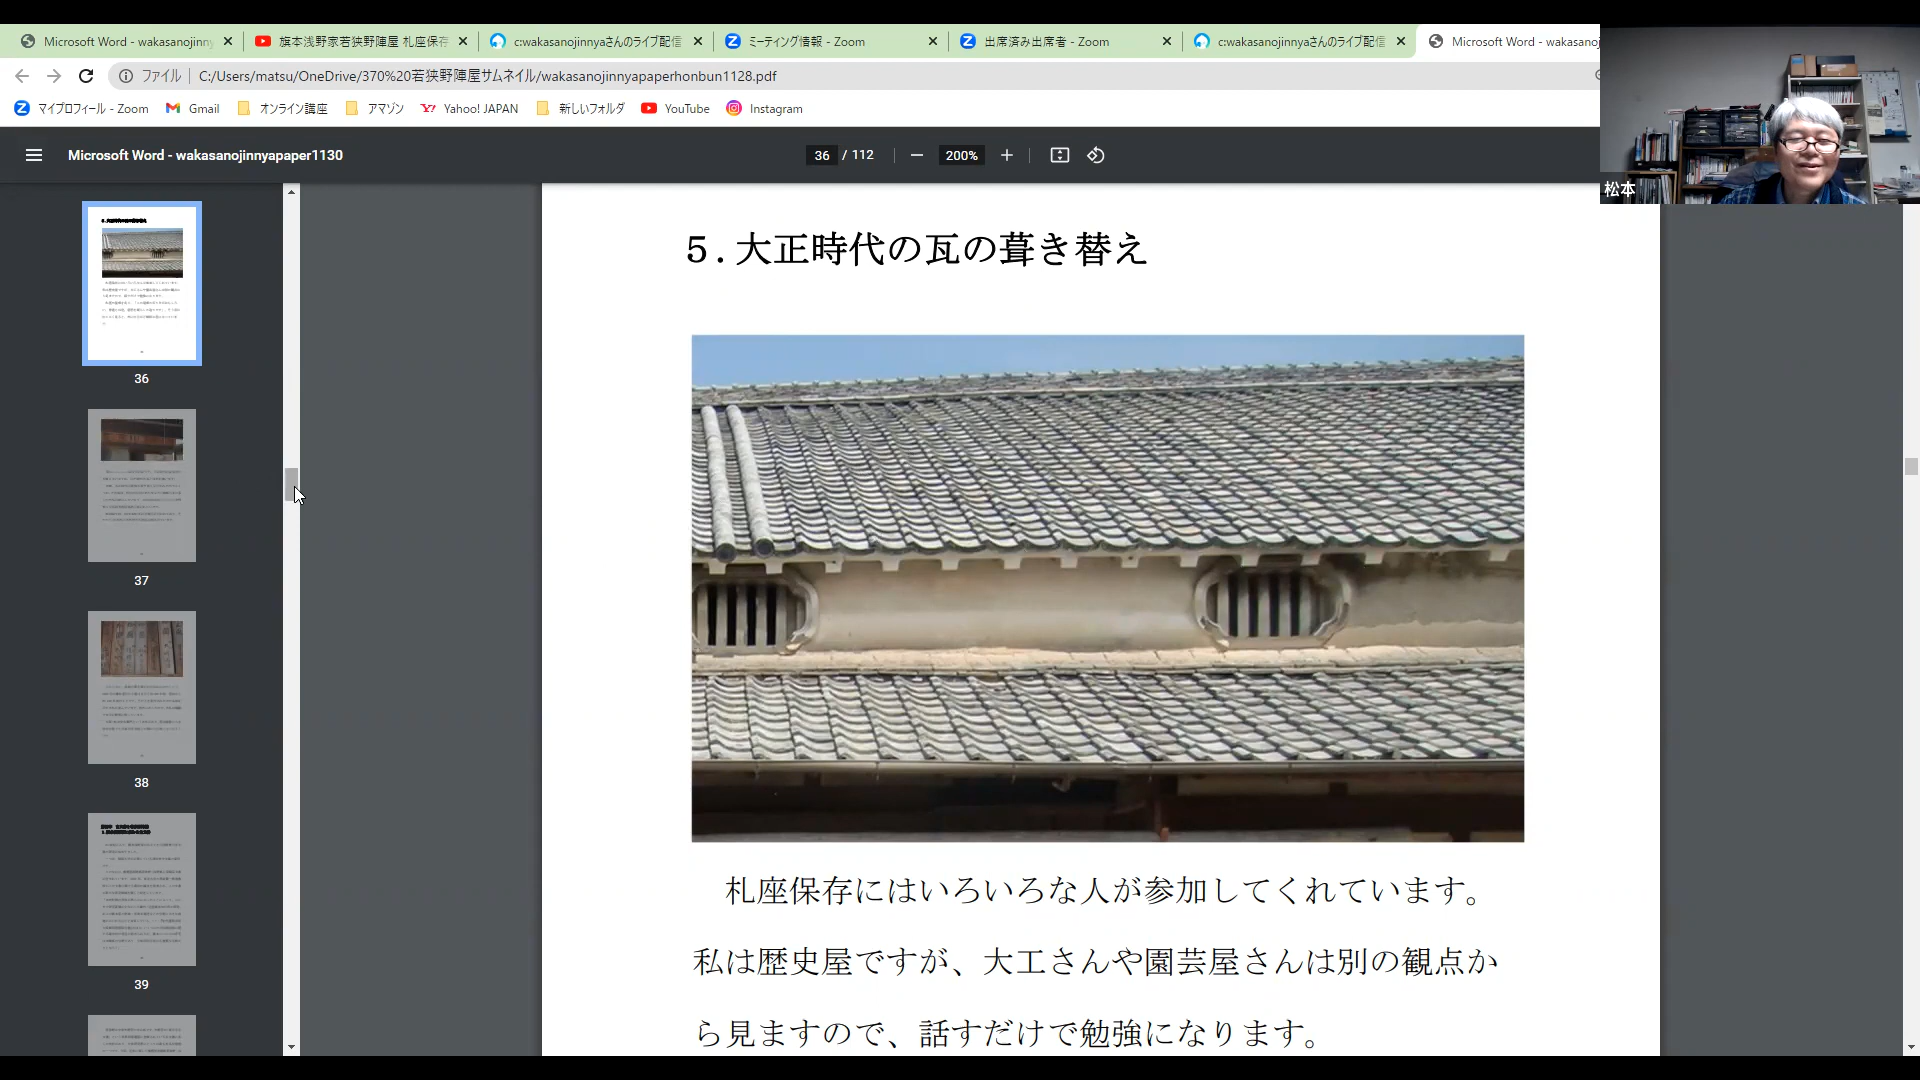 Microsoft Word - wakasanojinny
旗本浅野家若狭野陣屋 札座保存
c:wakasanojinnyaさんのライブ配信
ミーティング情報 - Zoom
出席済み出席者 - Zoom
c:wakasanojinnyaさんのライブ配信
Microsoft Word - wakasanoj
ファイル
C:/Users/matsu/OneDrive/370%20若狭野陣屋サムネイル/wakasanojinnyapaperhonbun1128.pdf
マイプロフィール - Zoom
Gmail
オンライン講座
アマゾン
Yahoo! JAPAN
新しいフォルダ
YouTube
Instagram
Microsoft Word - wakasanojinnyapaper1130
36 / 112
200%
松本
36
37
38
39
５. 大正時代の瓦の葺き替え
札座保存にはいろいろな人が参加してくれています。
私は歴史屋ですが、大工さんや園芸屋さんは別の観点か
ら見ますので、話すだけで勉強になります。